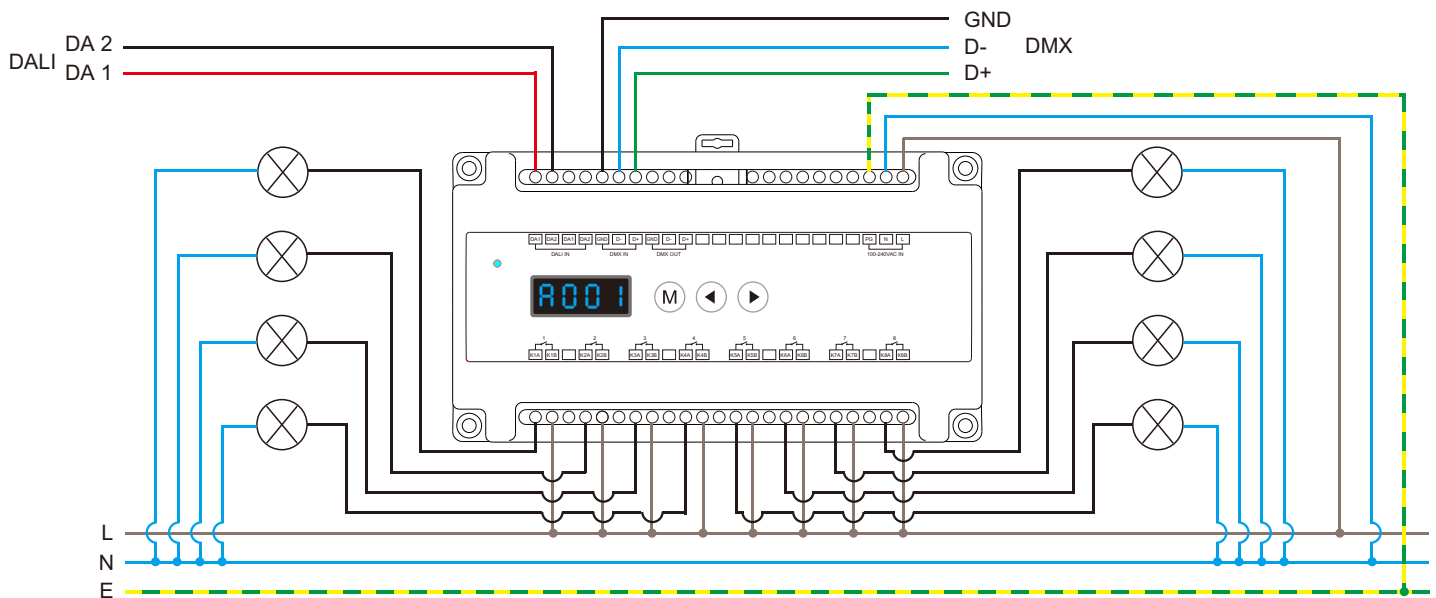 GND
DA 2
D-
DMX
DALI
DA 1
D+
DA1 DA2 DA1 DA2 GND D- D+ GND D- D+ PG N L
DALI IN DMX IN DMX OUT 100-240VAC IN
A001
M
1 2 3 4 5 6 7 8
K1A K1B K2A K2B K3A K3B K4A K4B K5A K5B K6A K6B K7A K7B K8A K8B
L
N
E